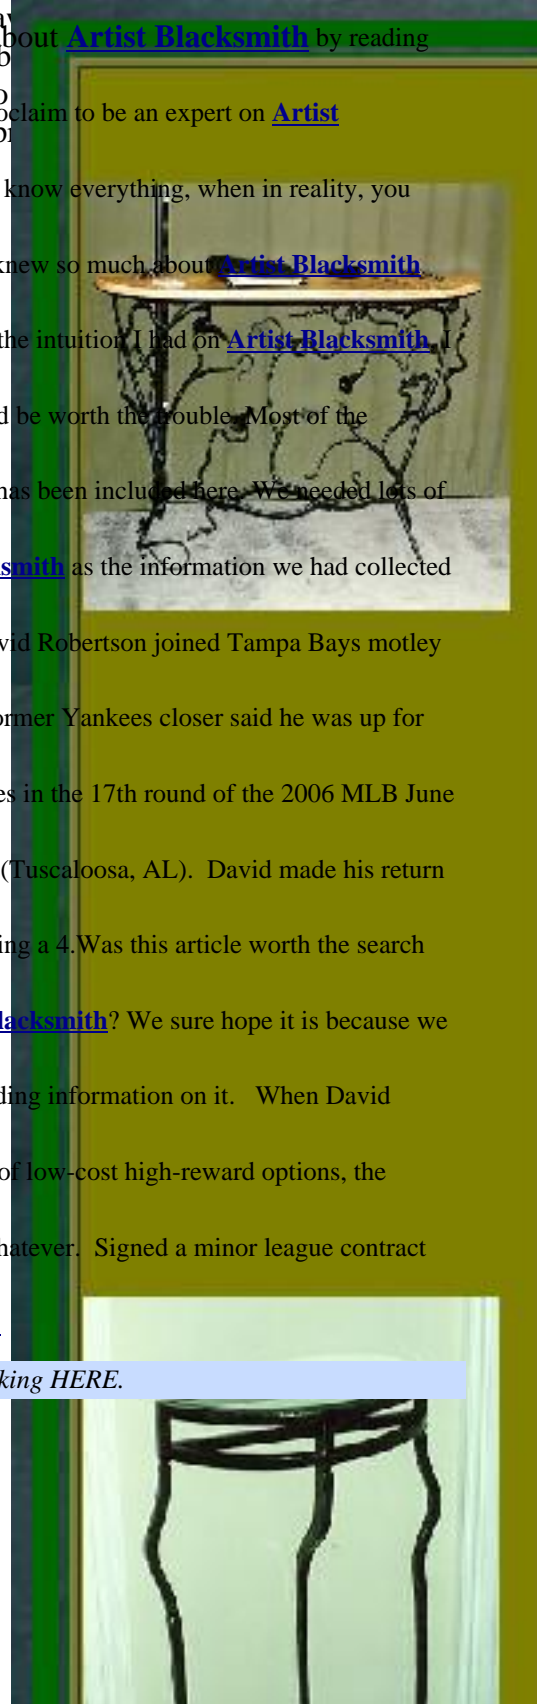 bout Artist Blacksmith by reading
oclaim to be an expert on Artist
know everything, when in reality, you
knew so much about Artist Blacksmith
the intuition I had on Artist Blacksmith, I
d be worth the trouble. Most of the
has been included here. We needed lots of
smith as the information we had collected
vid Robertson joined Tampa Bays motley
ormer Yankees closer said he was up for
es in the 17th round of the 2006 MLB June
(Tuscaloosa, AL). David made his return
ing a 4.Was this article worth the search
lacksmith? We sure hope it is because we
ding information on it. When David
of low-cost high-reward options, the
hatever. Signed a minor league contract
king HERE.